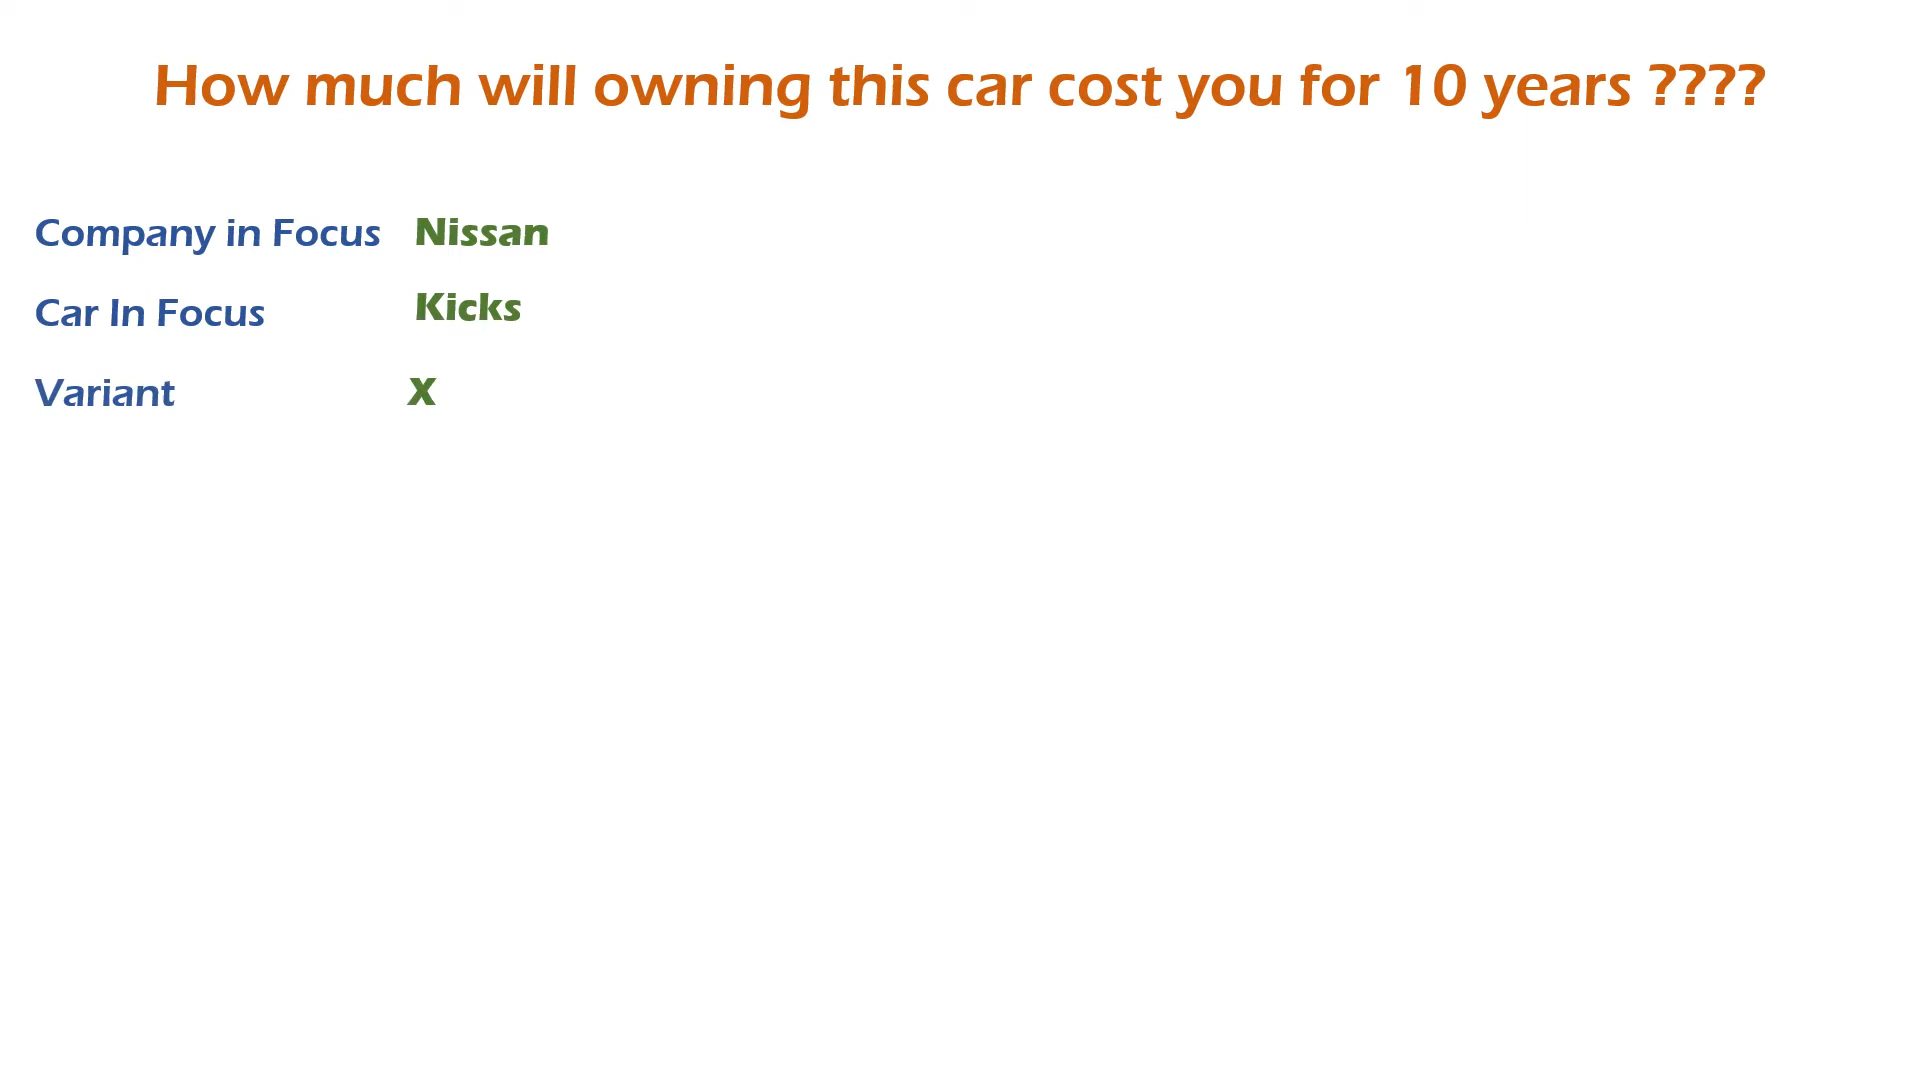 How much will owning this car cost you for 10 years ????
Company in Focus Nissan
Car In Focus Kicks
Variant X